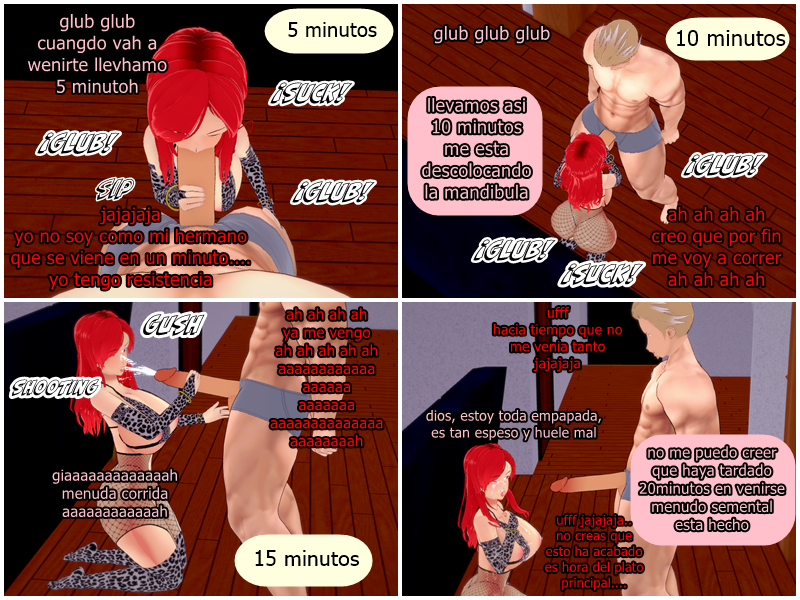 glub glub
cuangdo vah a
wenirte llevhamo
5 minutoh
5 minutos
¡SUCK!
¡GLUB!
SIP
¡GLUB!
jajajaja
yo no soy como mi hermano
que se viene en un minuto....
yo tengo resistencia
glub glub glub
10 minutos
llevamos asi
10 minutos
me esta
descolocando
la mandibula
¡GLUB!
ah ah ah ah
creo que por fin
me voy a correr
ah ah ah ah
¡GLUB!
¡SUCK!
GUSH
SHOOTING
ah ah ah ah
ya me vengo
ah ah ah ah ah
aaaaaaaaaaaa
aaaaaa
aaaaaaa
aaaaaaaaaaaaaa
aaaaaaaah
giaaaaaaaaaaaaah
menuda corrida
aaaaaaaaaaaah
15 minutos
ufff
hacia tiempo que no
me venia tanto
jajajaja
dios, estoy toda empapada,
es tan espeso y huele mal
no me puedo creer
que haya tardado
20minutos en venirse
menudo semental
esta hecho
ufff jajajaja..
no creas que
esto ha acabado
es hora del plato
principal....